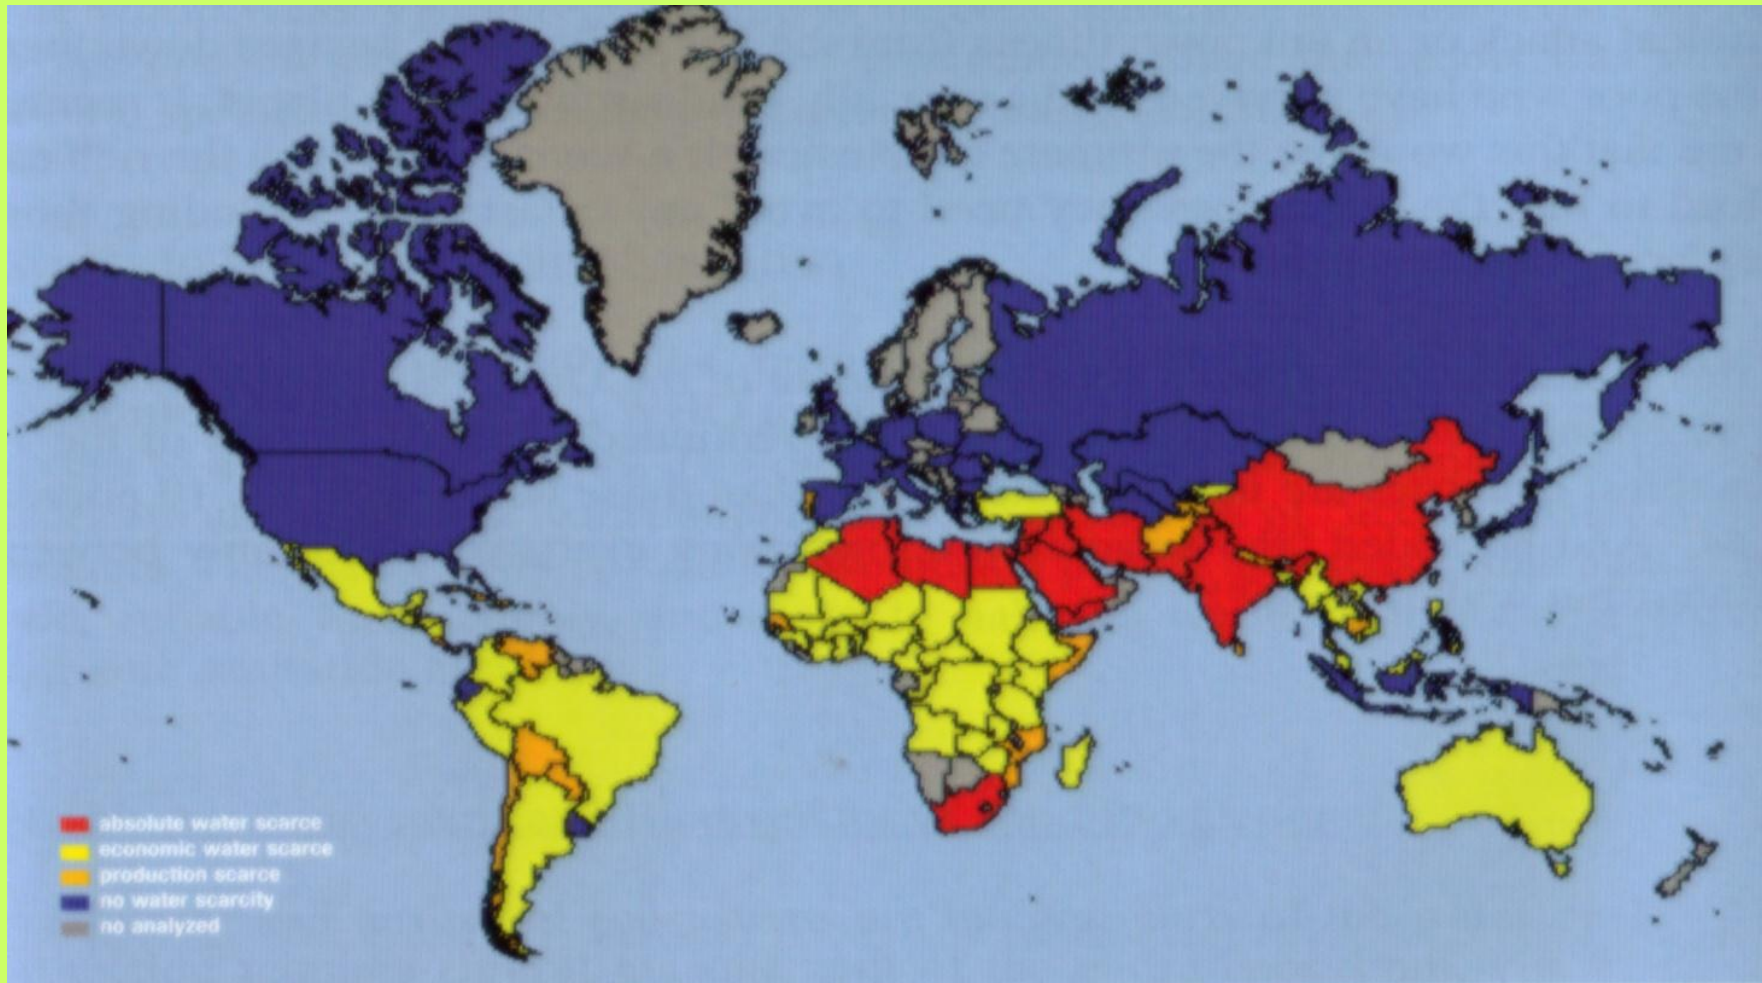 absolute water scarce
economic water scarce
production scarce
no water scarcity
no analyzed